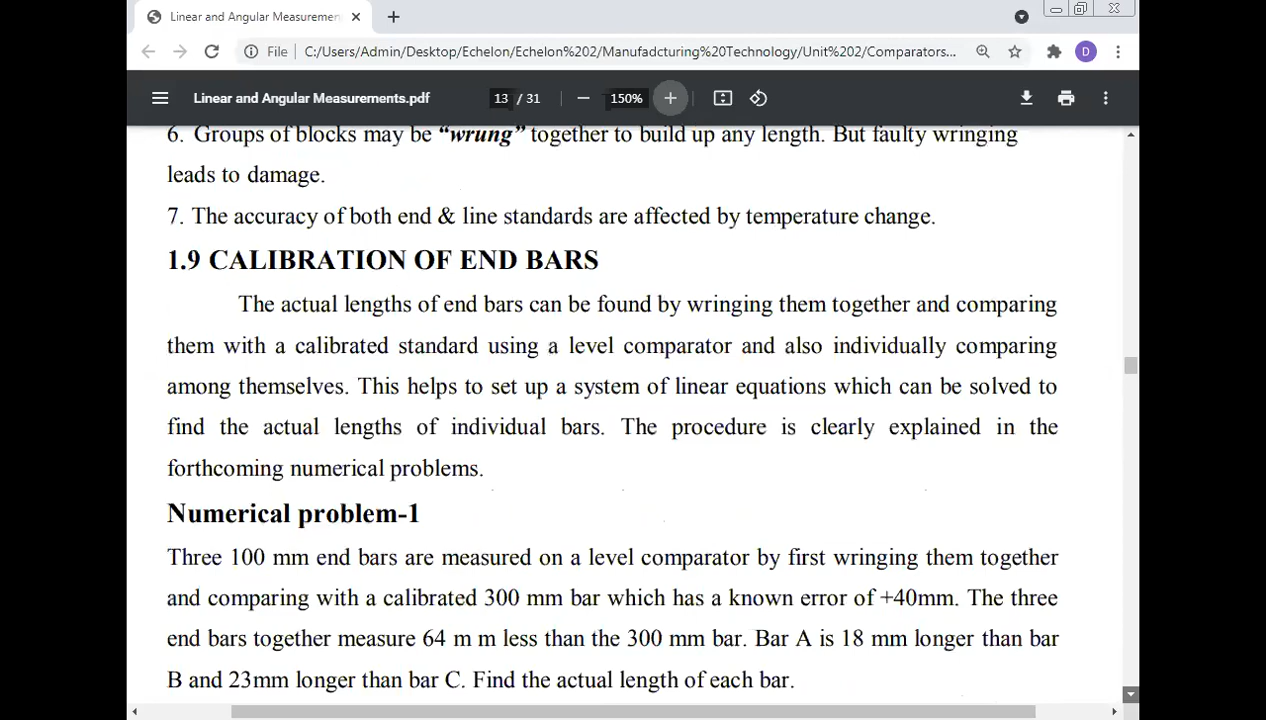 Linear and Angular Measuremen
File C:/Users/Admin/Desktop/Echelon/Echelon%202/Manufadcturing%20Technology/Unit%202/Comparators...
D
Linear and Angular Measurements.pdf 13 / 31 150%
6. Groups of blocks may be “wrung” together to build up any length. But faulty wringing
leads to damage.
7. The accuracy of both end & line standards are affected by temperature change.
1.9 CALIBRATION OF END BARS
The actual lengths of end bars can be found by wringing them together and comparing
them with a calibrated standard using a level comparator and also individually comparing
among themselves. This helps to set up a system of linear equations which can be solved to
find the actual lengths of individual bars. The procedure is clearly explained in the
forthcoming numerical problems.
Numerical problem-1
Three 100 mm end bars are measured on a level comparator by first wringing them together
and comparing with a calibrated 300 mm bar which has a known error of +40mm. The three
end bars together measure 64 m m less than the 300 mm bar. Bar A is 18 mm longer than bar
B and 23mm longer than bar C. Find the actual length of each bar.